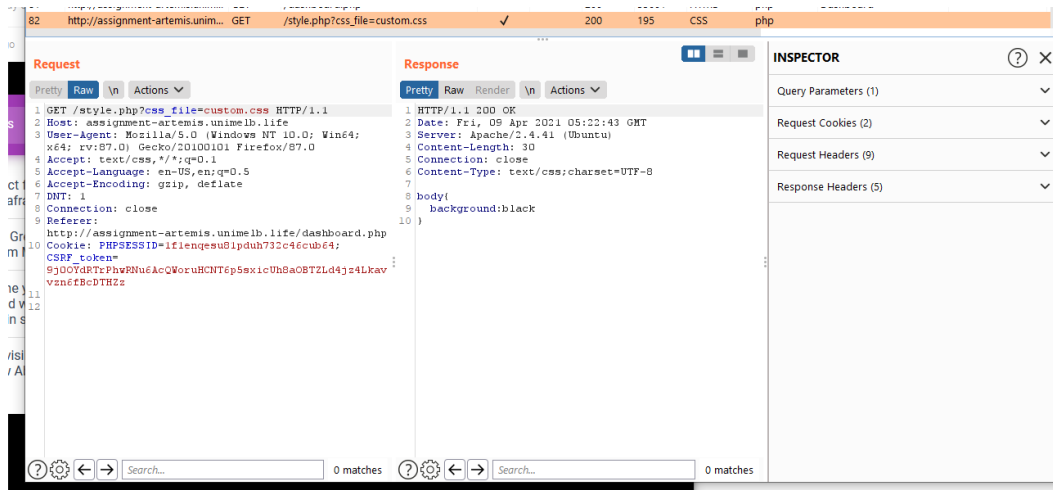 82 http://assignment-artemis.unim... GET /style.php?css_file=custom.css ✓ 200 195 CSS php
Request
Pretty Raw \n Actions
1 GET /style.php?css_file=custom.css HTTP/1.1
2 Host: assignment-artemis.unimelb.life
3 User-Agent: Mozilla/5.0 (Windows NT 10.0; Win64;
x64; rv:87.0) Gecko/20100101 Firefox/87.0
4 Accept: text/css,*/*;q=0.1
5 Accept-Language: en-US,en;q=0.5
6 Accept-Encoding: gzip, deflate
7 DNT: 1
8 Connection: close
9 Referer:
http://assignment-artemis.unimelb.life/dashboard.php
10 Cookie: PHPSESSID=1f1enqesu81pduh732c46cub64;
CSRF_token=
9jOOYdRTrPhwRNu6AcQWoruHCNT6p5sxicUh8aOBTZLd4jz4Lkav
vzn6fBcDTHZz
11
12
Search...
0 matches
Response
Pretty Raw Render \n Actions
1 HTTP/1.1 200 OK
2 Date: Fri, 09 Apr 2021 05:22:43 GMT
3 Server: Apache/2.4.41 (Ubuntu)
4 Content-Length: 30
5 Connection: close
6 Content-Type: text/css;charset=UTF-8
7
8 body{
9 background:black
10 }
Search...
0 matches
INSPECTOR
Query Parameters (1)
Request Cookies (2)
Request Headers (9)
Response Headers (5)